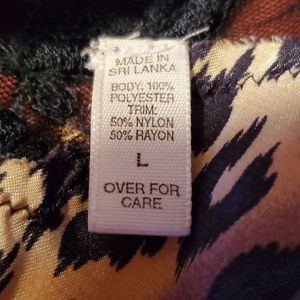 MADE IN
SRI LANKA
BODY: 100%
POLYESTER
TRIM:
50% NYLON
50% RAYON
L
OVER FOR
CARE